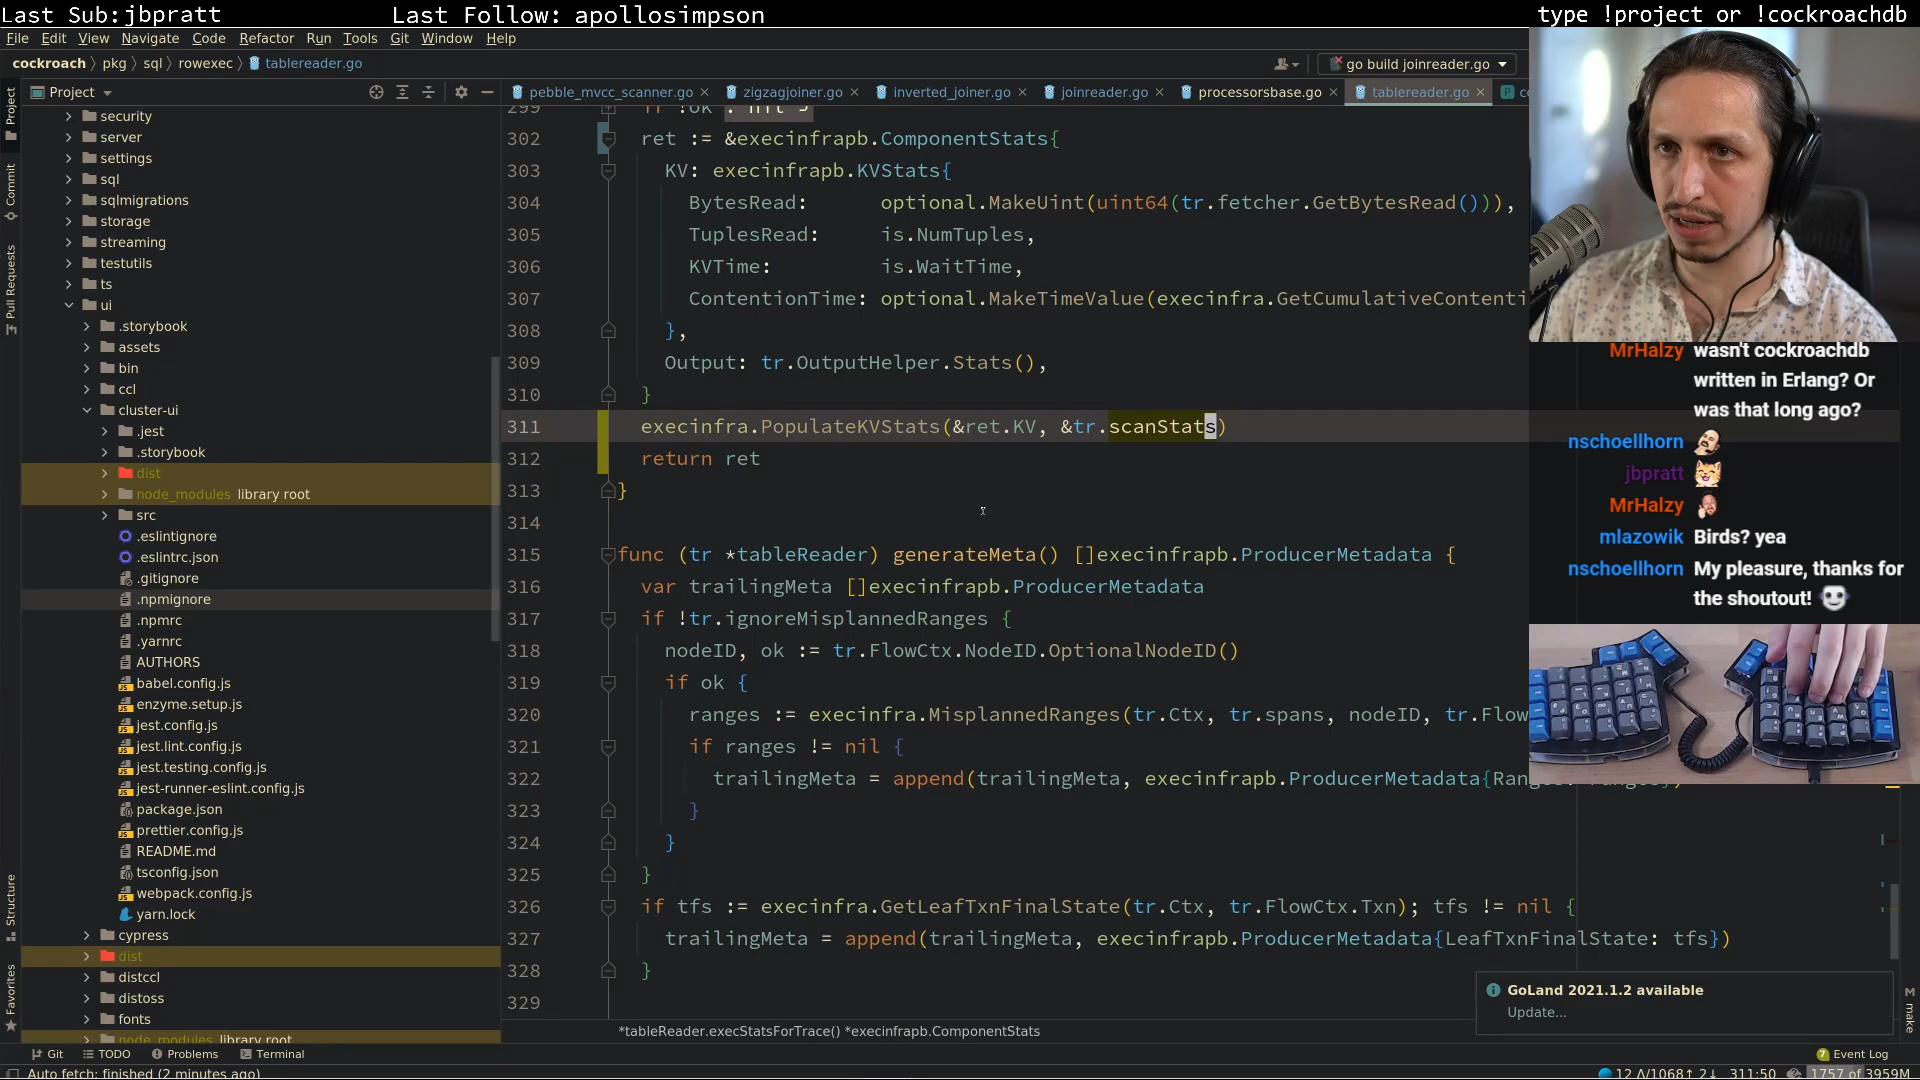 Last Sub:jbpratt
Last Follow: apollosimpson
type !project or !cockroachdb
File Edit View Navigate Code Refactor Run Tools Git Window Help
cockroach pkg sql rowexec tablereader.go
go build joinreader.go
Project
pebble_mvcc_scanner.go zigzagjoiner.go inverted_joiner.go joinreader.go processorsbase.go tablereader.go
Project
Commit
Pull Requests
Structure
Favorites
security
server
settings
sql
sqlmigrations
storage
streaming
testutils
ts
ui
.storybook
assets
bin
ccl
cluster-ui
.jest
.storybook
dist
node_modules library root
src
.eslintignore
.eslintrc.json
.gitignore
.npmignore
.npmrc
.yarnrc
AUTHORS
babel.config.js
enzyme.setup.js
jest.config.js
jest.lint.config.js
jest.testing.config.js
jest-runner-eslint.config.js
package.json
prettier.config.js
README.md
tsconfig.json
webpack.config.js
yarn.lock
cypress
dist
distccl
distoss
fonts
node_modules library root
302 ret := &execinfrapb.ComponentStats{
303 KV: execinfrapb.KVStats{
304 BytesRead: optional.MakeUint(uint64(tr.fetcher.GetBytesRead())),
305 TuplesRead: is.NumTuples,
306 KVTime: is.WaitTime,
307 ContentionTime: optional.MakeTimeValue(execinfra.GetCumulativeContenti
308 },
309 Output: tr.OutputHelper.Stats(),
310 }
311 execinfra.PopulateKVStats(&ret.KV, &tr.scanStats)
312 return ret
313 }
314
315 func (tr *tableReader) generateMeta() []execinfrapb.ProducerMetadata {
316 var trailingMeta []execinfrapb.ProducerMetadata
317 if !tr.ignoreMisplannedRanges {
318 nodeID, ok := tr.FlowCtx.NodeID.OptionalNodeID()
319 if ok {
320 ranges := execinfra.MisplannedRanges(tr.Ctx, tr.spans, nodeID, tr.Flow
321 if ranges != nil {
322 trailingMeta = append(trailingMeta, execinfrapb.ProducerMetadata{
323 }
324 }
325 }
326 if tfs := execinfra.GetLeafTxnFinalState(tr.Ctx, tr.FlowCtx.Txn); tfs != nil {
327 trailingMeta = append(trailingMeta, execinfrapb.ProducerMetadata{LeafTxnFinalState: tfs})
328 }
329
*tableReader.execStatsForTrace() *execinfrapb.ComponentStats
MrHalzy wasn't cockroachdb
written in Erlang? Or
was that long ago?
nschoellhorn
jbpratt
MrHalzy
mlazowik Birds? yea
nschoellhorn My pleasure, thanks for
the shoutout!
GoLand 2021.1.2 available
Update...
make
Git TODO Problems Terminal
7 Event Log
Auto fetch: finished (2 minutes ago)
311:50 1757 of 3959M